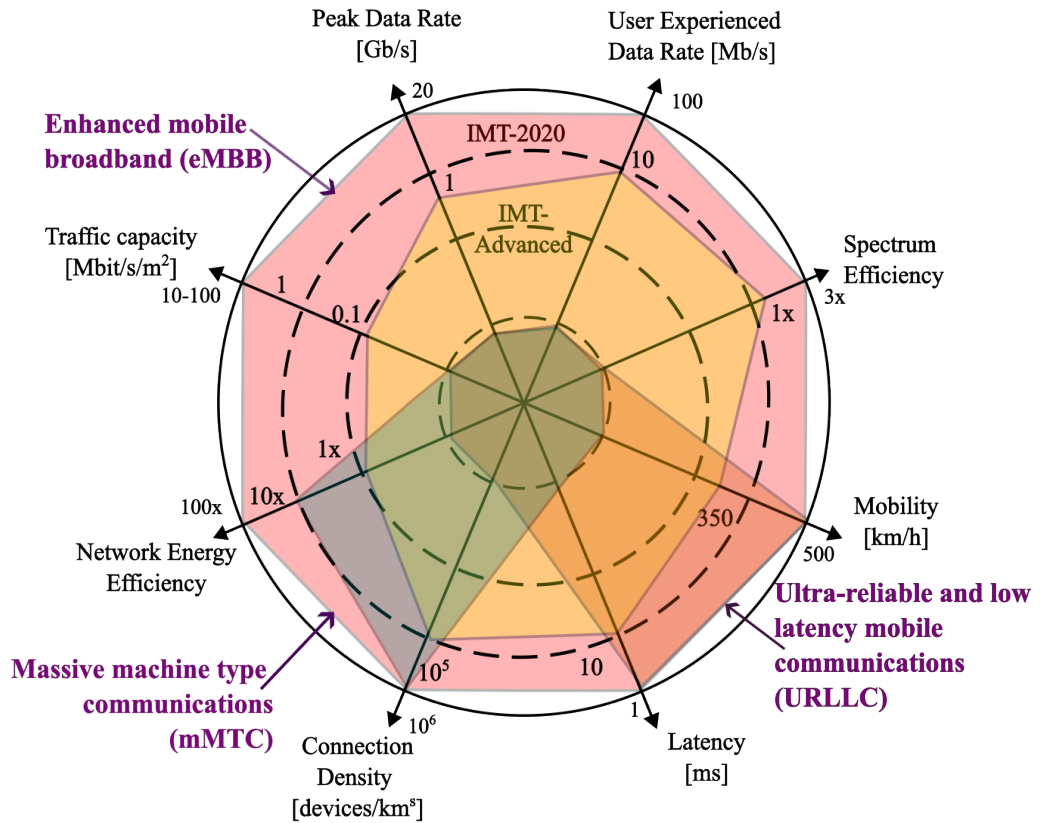 Peak Data Rate
[Gb/s]
User Experienced
Data Rate [Mb/s]
20
100
Enhanced mobile
broadband (eMBB)
IMT-2020
10
1
IMT-
Advanced
Traffic capacity
[Mbit/s/m²]
10-100
1
0.1
Spectrum
Efficiency
3x
1x
1x
10x
100x
Network Energy
Efficiency
350
Mobility
[km/h]
500
Ultra-reliable and low
latency mobile
communications
(URLLC)
Massive machine type
communications
(mMTC)
10⁵
10
10⁶
1
Connection
Density
[devices/kmˢ]
Latency
[ms]